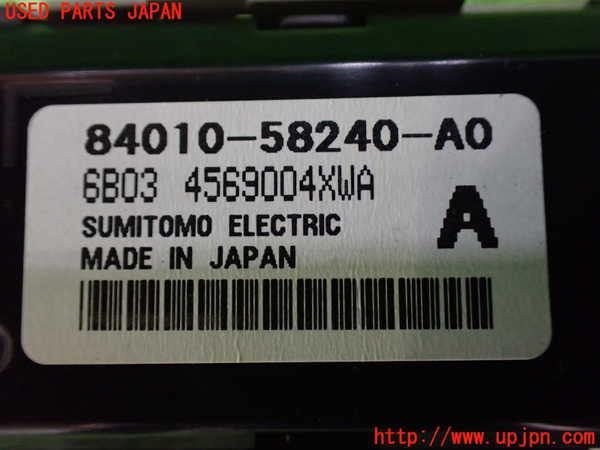 USED PARTS JAPAN
84010-58240-A0
6B03 4569004XWA
A
SUMITOMO ELECTRIC
MADE IN JAPAN
http://www.upjpn.com/